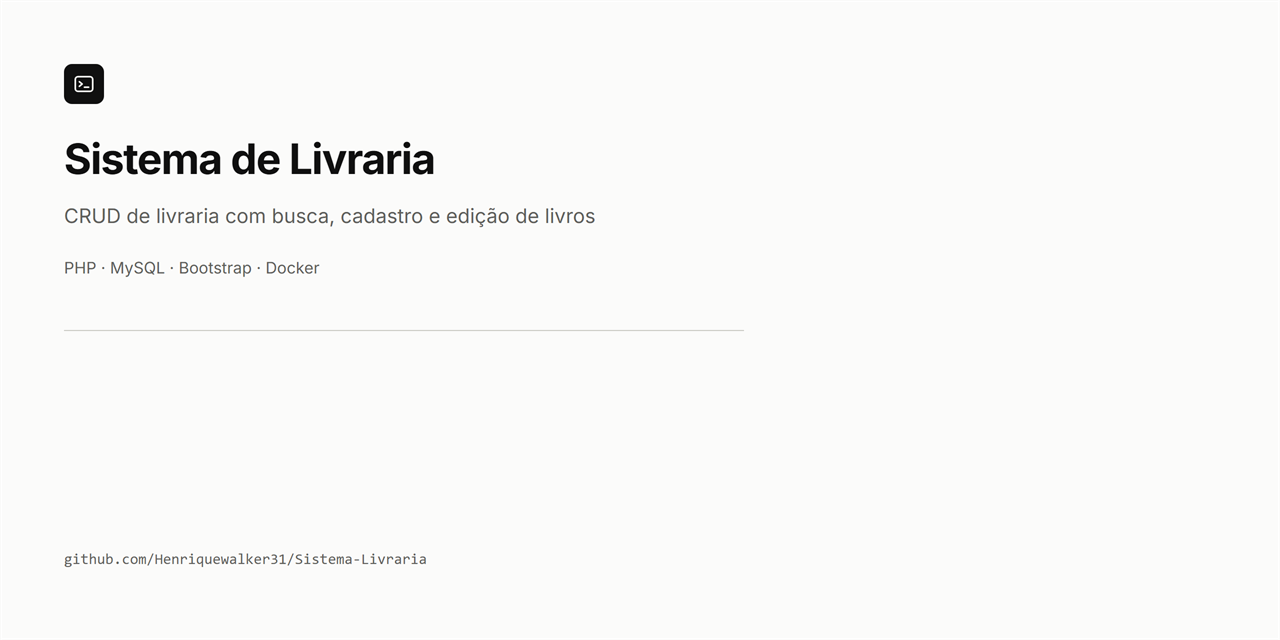 Sistema de Livraria
CRUD de livraria com busca, cadastro e edição de livros
PHP · MySQL · Bootstrap · Docker
github.com/Henriquewalker31/Sistema-Livraria